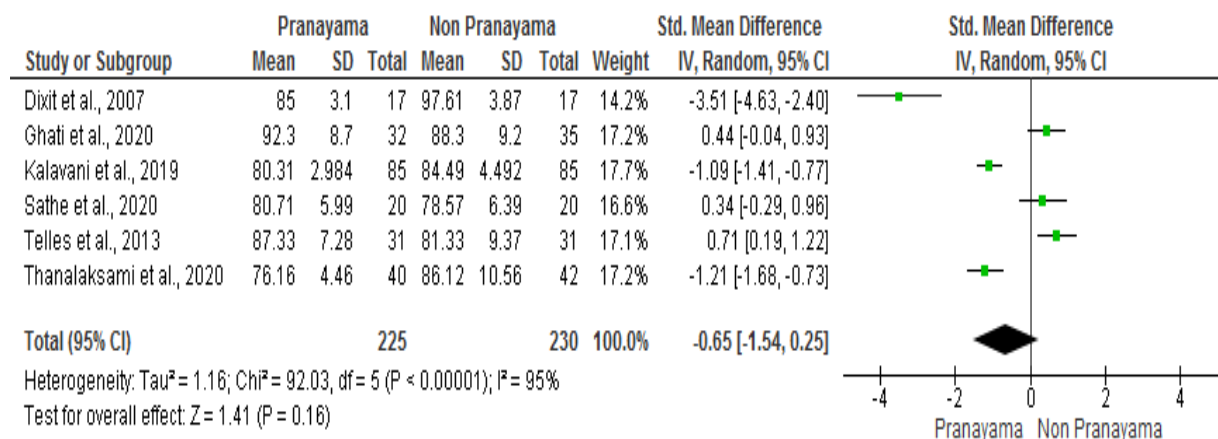 Pranayama Non Pranayama Std. Mean Difference Std. Mean Difference
Study or Subgroup Mean SD Total Mean SD Total Weight IV, Random, 95% CI IV, Random, 95% CI
Dixit et al., 2007 85 3.1 17 97.61 3.87 17 14.2% -3.51 [-4.63, -2.40]
Ghati et al., 2020 92.3 8.7 32 88.3 9.2 35 17.2% 0.44 [-0.04, 0.93]
Kalavani et al., 2019 80.31 2.984 85 84.49 4.492 85 17.7% -1.09 [-1.41, -0.77]
Sathe et al., 2020 80.71 5.99 20 78.57 6.39 20 16.6% 0.34 [-0.29, 0.96]
Telles et al., 2013 87.33 7.28 31 81.33 9.37 31 17.1% 0.71 [0.19, 1.22]
Thanalaksami et al., 2020 76.16 4.46 40 86.12 10.56 42 17.2% -1.21 [-1.68, -0.73]
Total (95% CI) 225 230 100.0% -0.65 [-1.54, 0.25]
Heterogeneity: Tau² = 1.16; Chi² = 92.03, df = 5 (P < 0.00001); I² = 95%
Test for overall effect: Z = 1.41 (P = 0.16)
-4 -2 0 2 4
Pranayama Non Pranayama